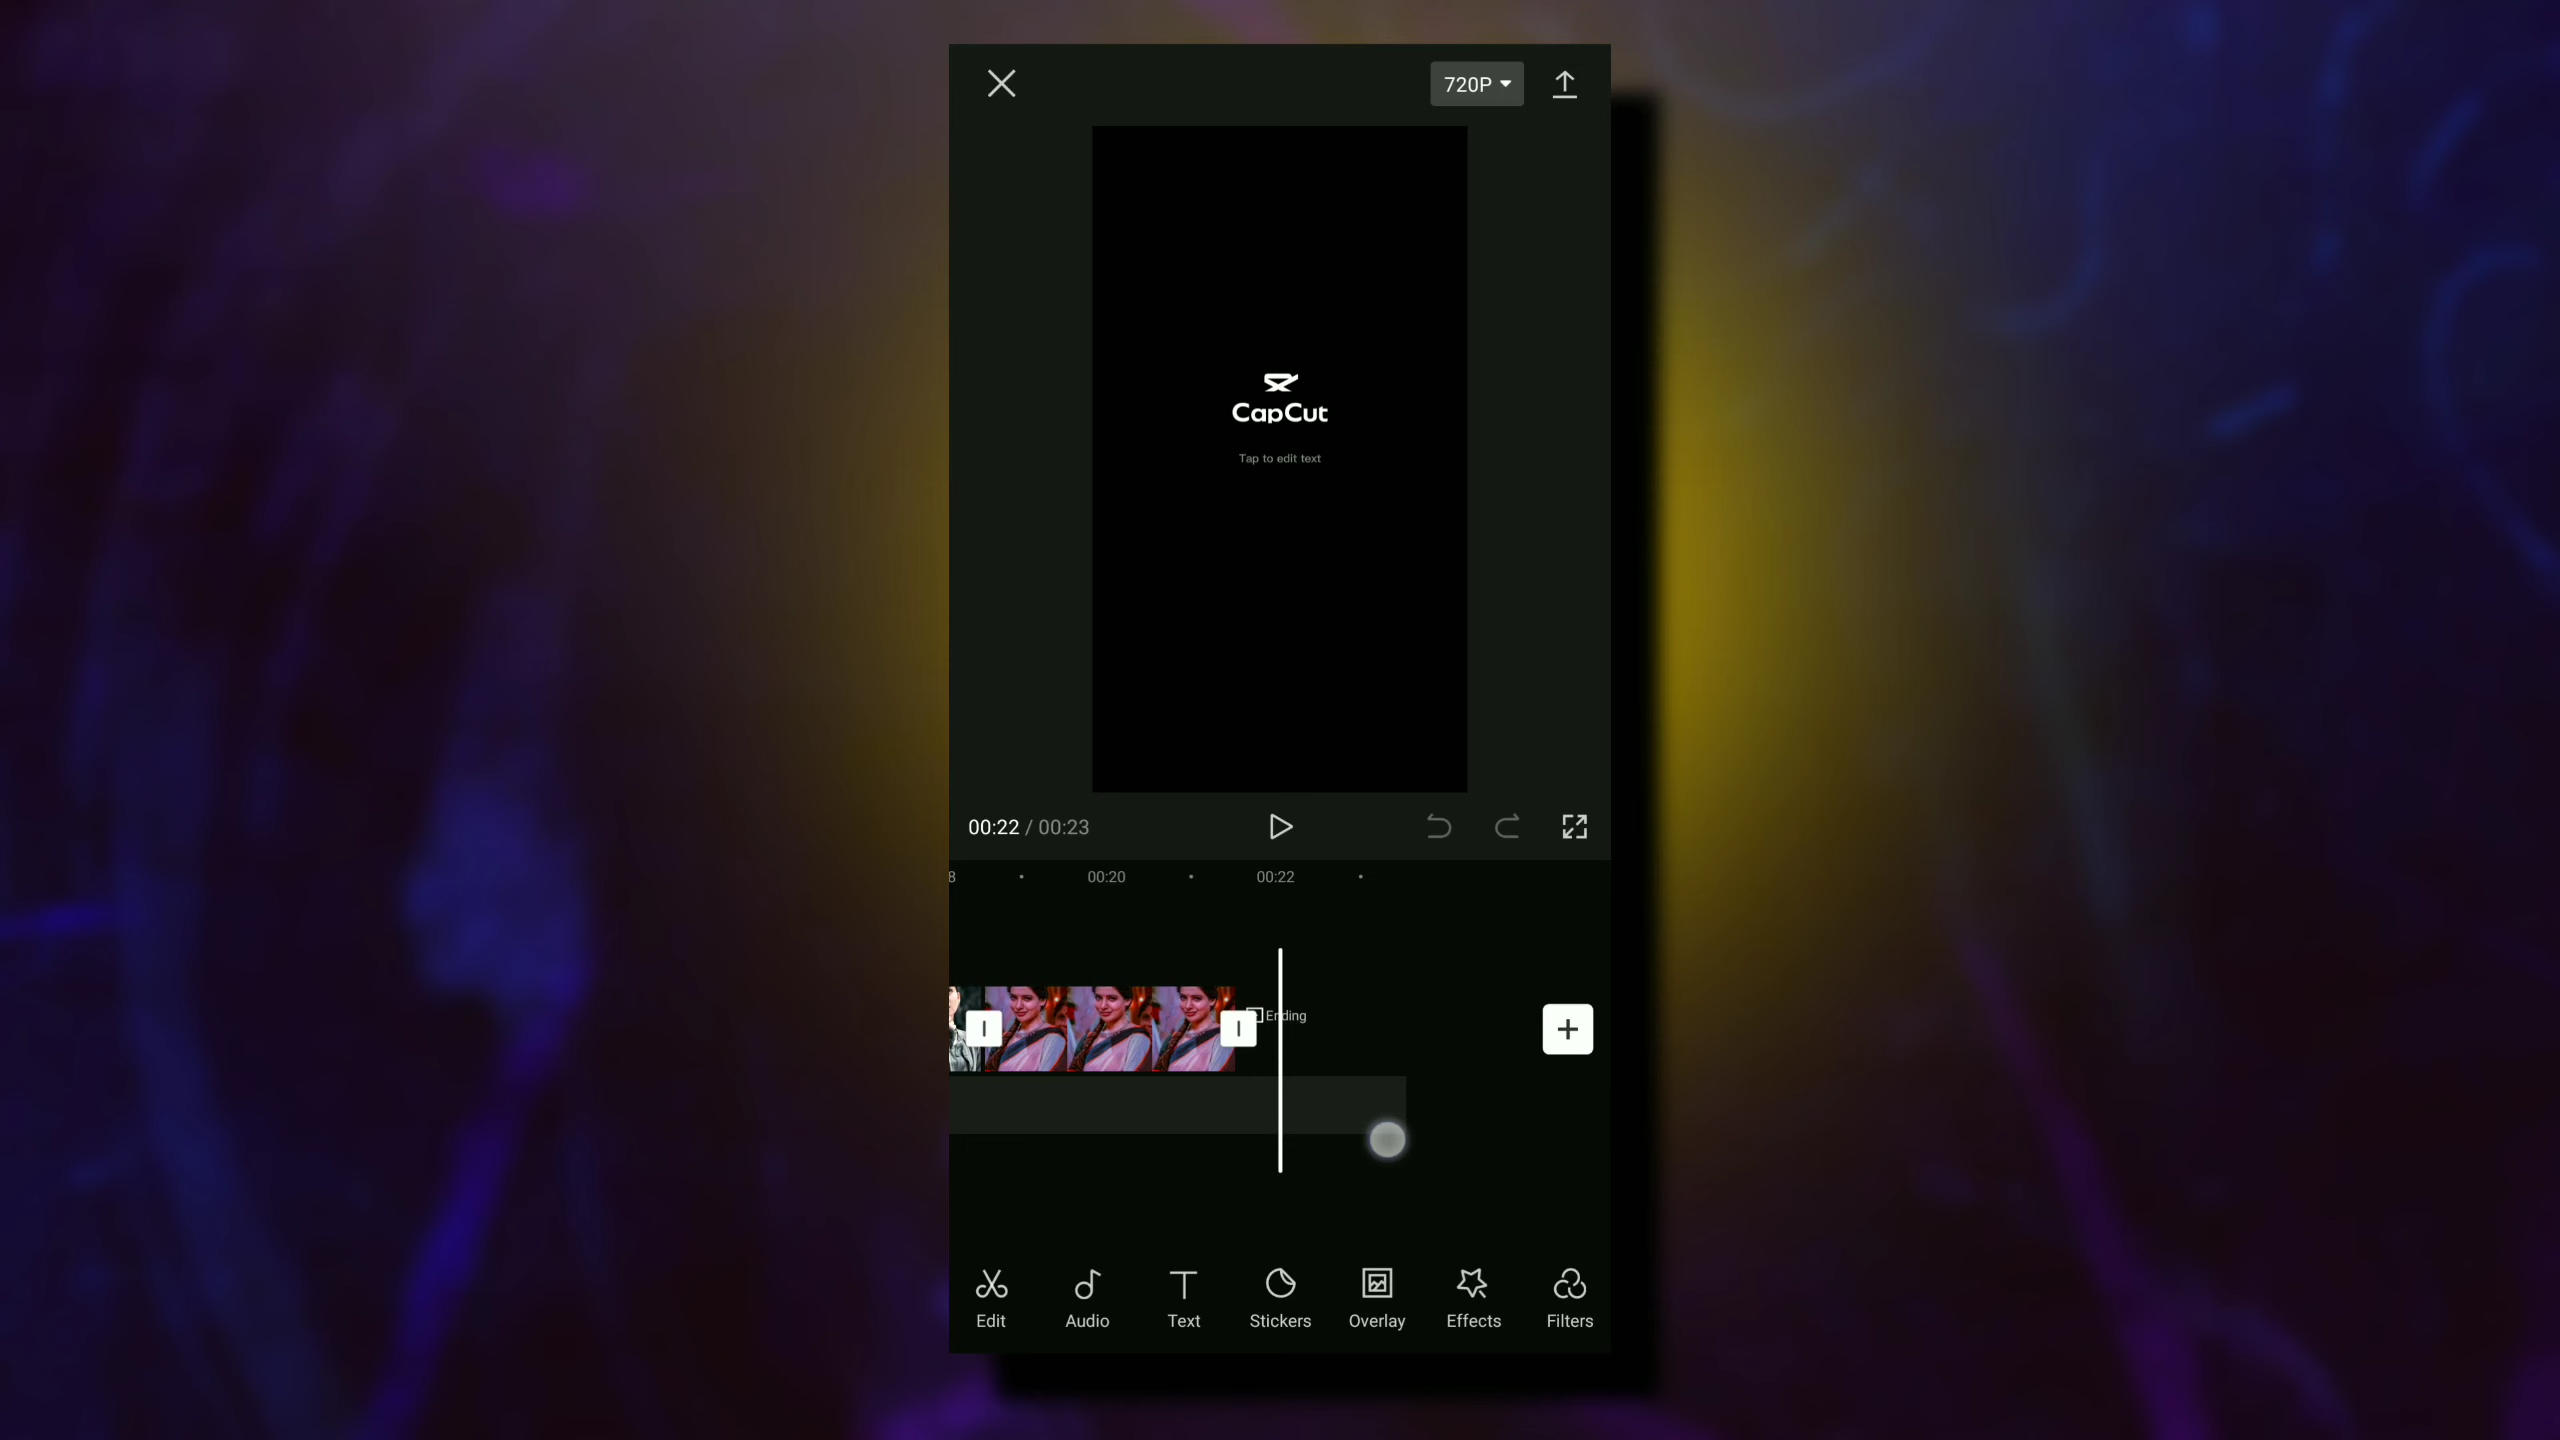 720P
CapCut
Tap to edit text
00:22 / 00:23
8 00:20 00:22
Ending
Edit Audio Text Stickers Overlay Effects Filters